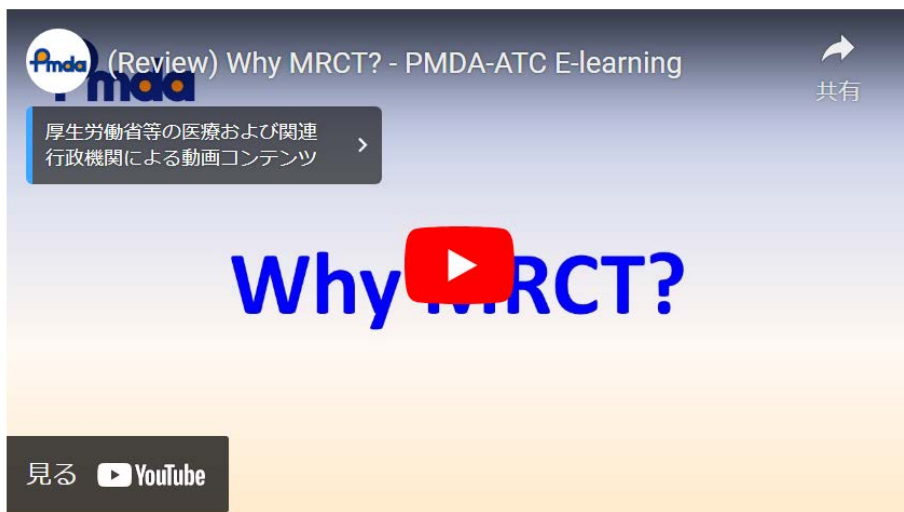 Pmda (Review) Why MRCT? - PMDA-ATC E-learning
共有
Pmda
厚生労働省等の医療および関連
行政機関による動画コンテンツ
Why MRCT?
見る YouTube